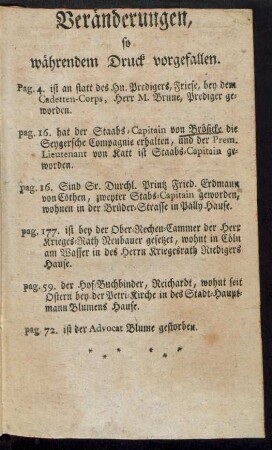 Veränderungen,
so
währendem Druck vorgefallen.
Pag. 4. ist an statt des Hn. Predigers, Friese, bey dem
Cadetten-Corps, Herr M. Brune, Prediger ge-
worden.
pag. 16. hat der Staabs-Capitain von Brösicke die
Seygersche Compagnie erhalten, und der Prem.
Lieutenant von Katt ist Staabs-Capitain ge-
worden.
pag. 16. Sind Sr. Durchl. Printz Fried. Erdmann
von Cöthen, zweyter Stabs-Capitain geworden,
wohnen in der Brüder-Strasse in Pally Hause.
pag. 177. ist bey der Ober-Rechen-Cammer der Herr
Krieges-Rath Neubauer gesetzt, wohnt in Cöln
am Wasser in des Herrn Kriegesraths Riedigers
Hause.
pag. 59. der Hof-Buchbinder, Reichardt, wohnt seit
Ostern bey der Petri-Kirche in des Stadt-Haupt-
mann Blumens Hause.
pag. 72. ist der Advocat Blume gestorben.
* * * * * *